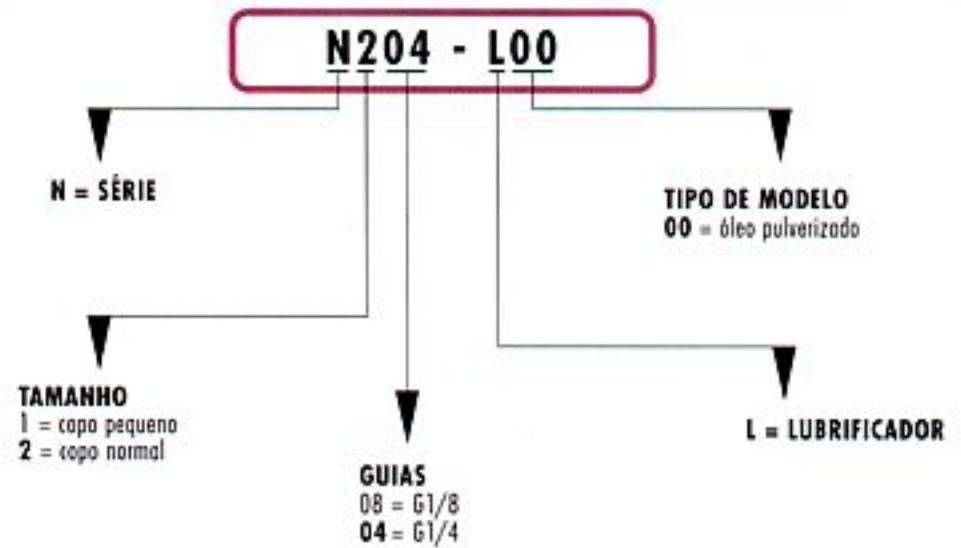 N204 - L00
N = SÉRIE
TIPO DE MODELO
00 = óleo pulverizado
TAMANHO
1 = copo pequeno
2 = copo normal
L = LUBRIFICADOR
GUIAS
08 = G1/8
04 = G1/4